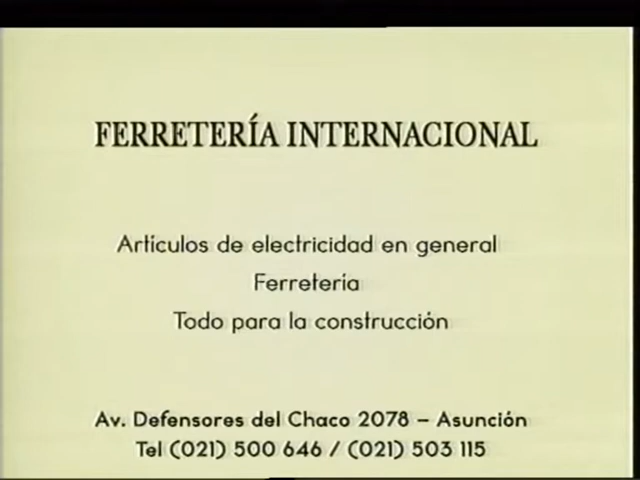 FERRETERÍA INTERNACIONAL
Artículos de electricidad en general
Ferretería
Todo para la construcción
Av. Defensores del Chaco 2078 – Asunción
Tel (021) 500 646 / (021) 503 115